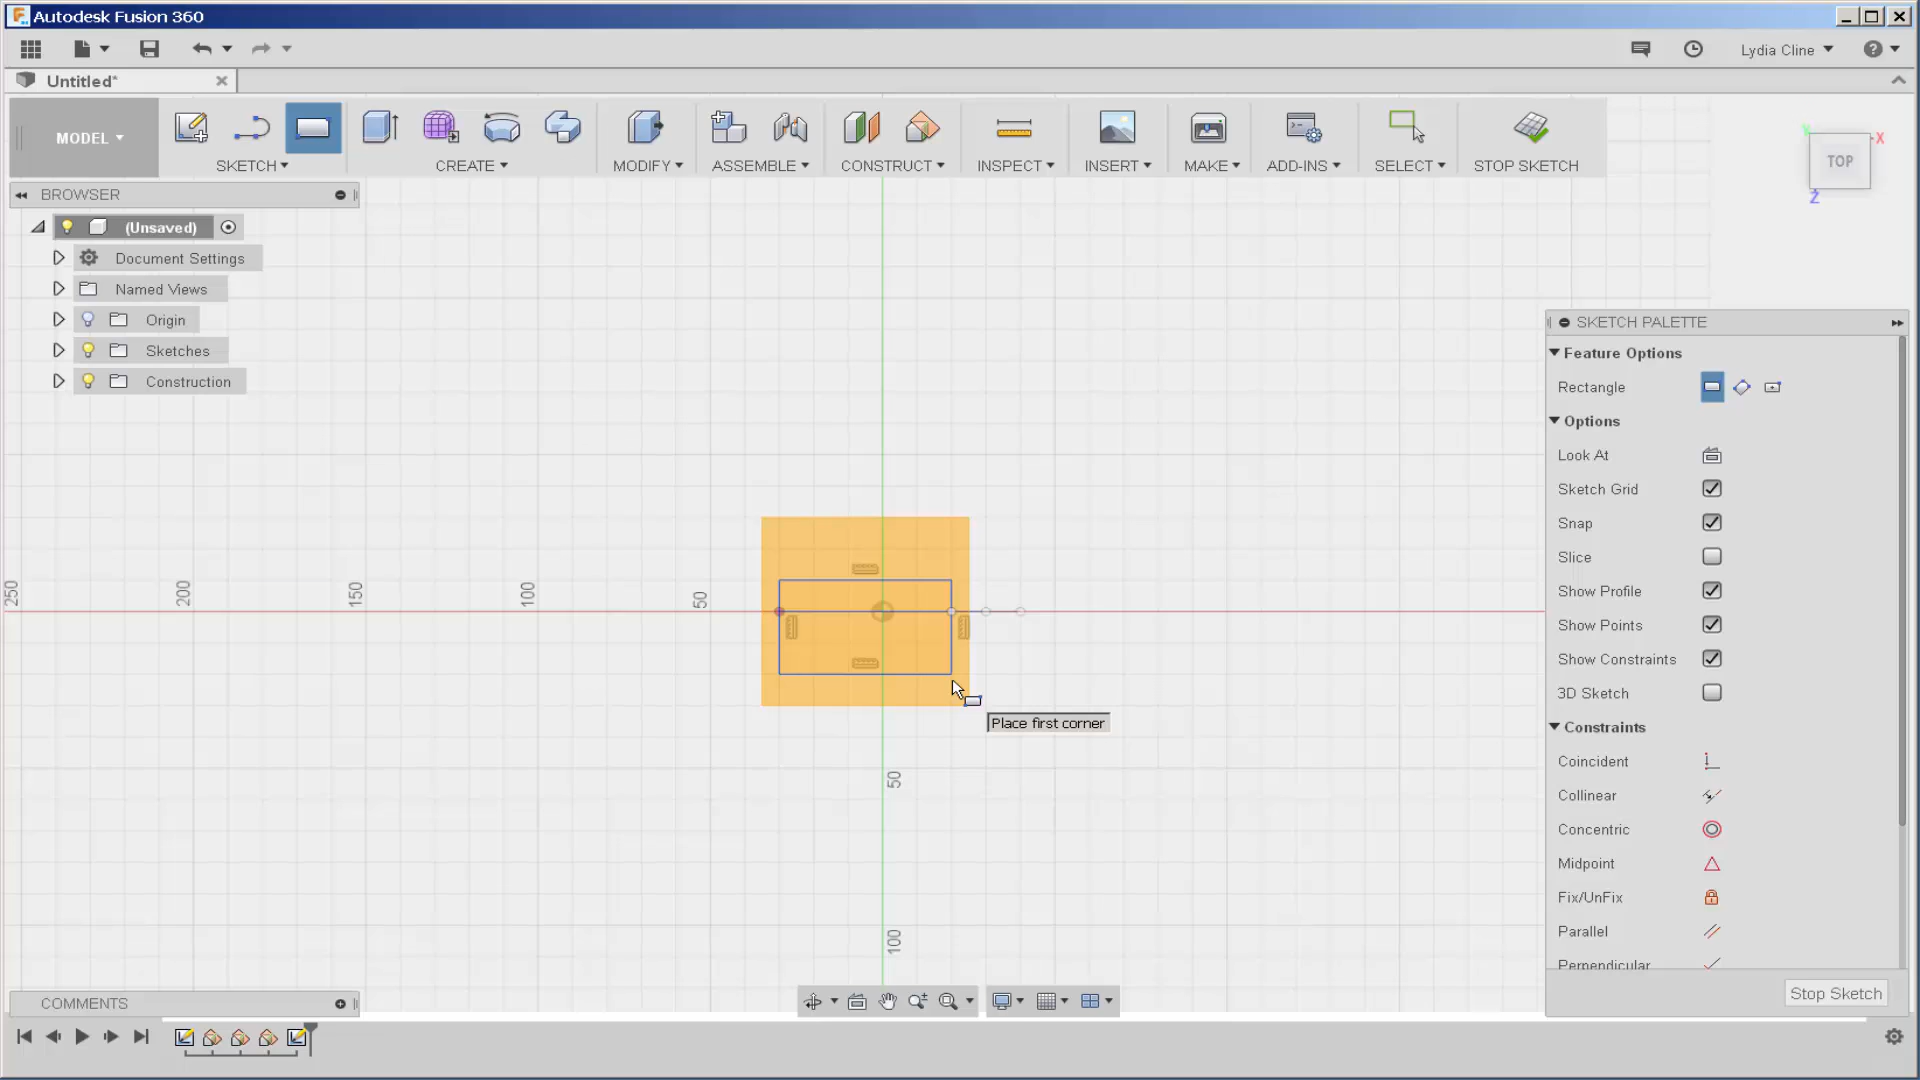 Autodesk Fusion 360
Lydia Cline
Untitled*
MODEL
SKETCH
CREATE
MODIFY
ASSEMBLE
CONSTRUCT
INSPECT
INSERT
MAKE
ADD-INS
SELECT
STOP SKETCH
TOP
X
Y
Z
BROWSER
(Unsaved)
Document Settings
Named Views
Origin
Sketches
Construction
SKETCH PALETTE
Feature Options
Rectangle
Options
Look At
Sketch Grid
Snap
Slice
Show Profile
Show Points
Show Constraints
3D Sketch
Constraints
Coincident
Collinear
Concentric
Midpoint
Fix/UnFix
Parallel
Perpendicular
Stop Sketch
250
200
150
100
50
Place first corner
50
100
COMMENTS